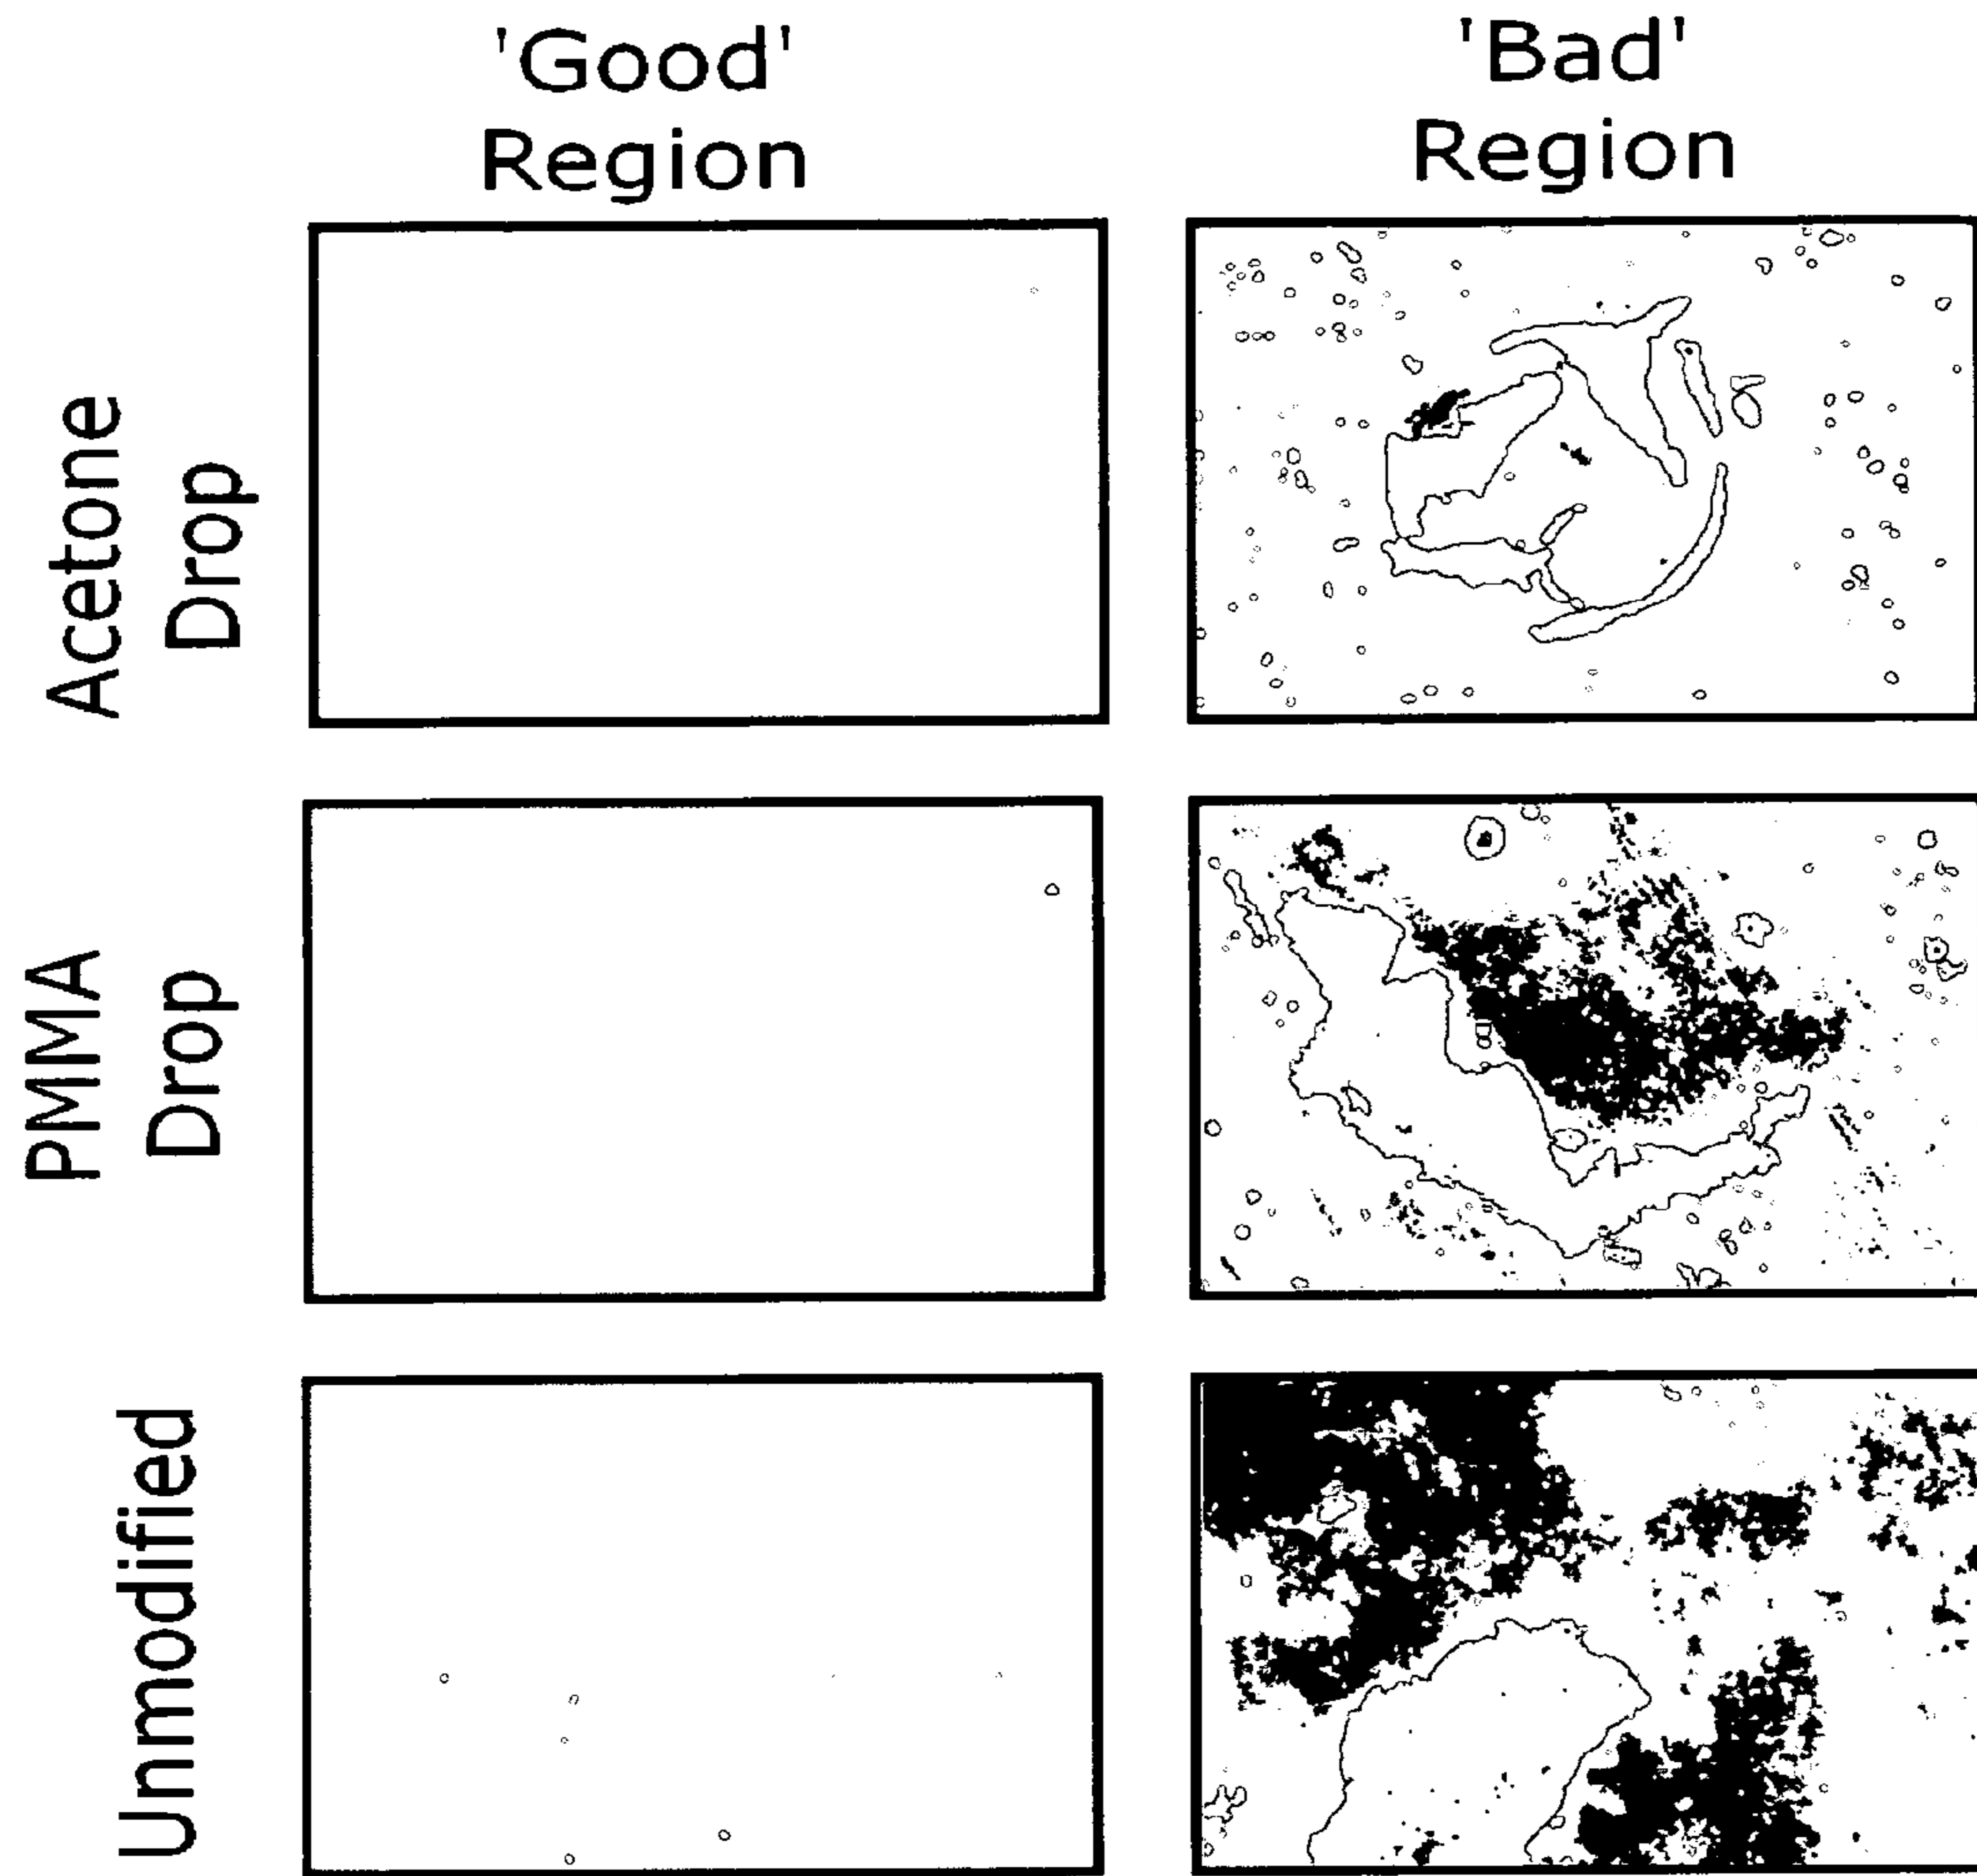 'Good'
Region
'Bad'
Region
Acetone
Drop
PMMA
Drop
Unmodified